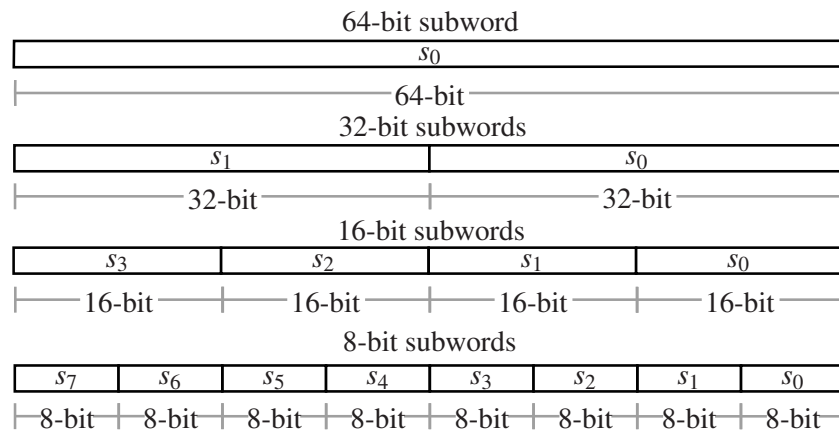 64-bit subword
s0
64-bit
32-bit subwords
s1 s0
32-bit 32-bit
16-bit subwords
s3 s2 s1 s0
16-bit 16-bit 16-bit 16-bit
8-bit subwords
s7 s6 s5 s4 s3 s2 s1 s0
8-bit 8-bit 8-bit 8-bit 8-bit 8-bit 8-bit 8-bit